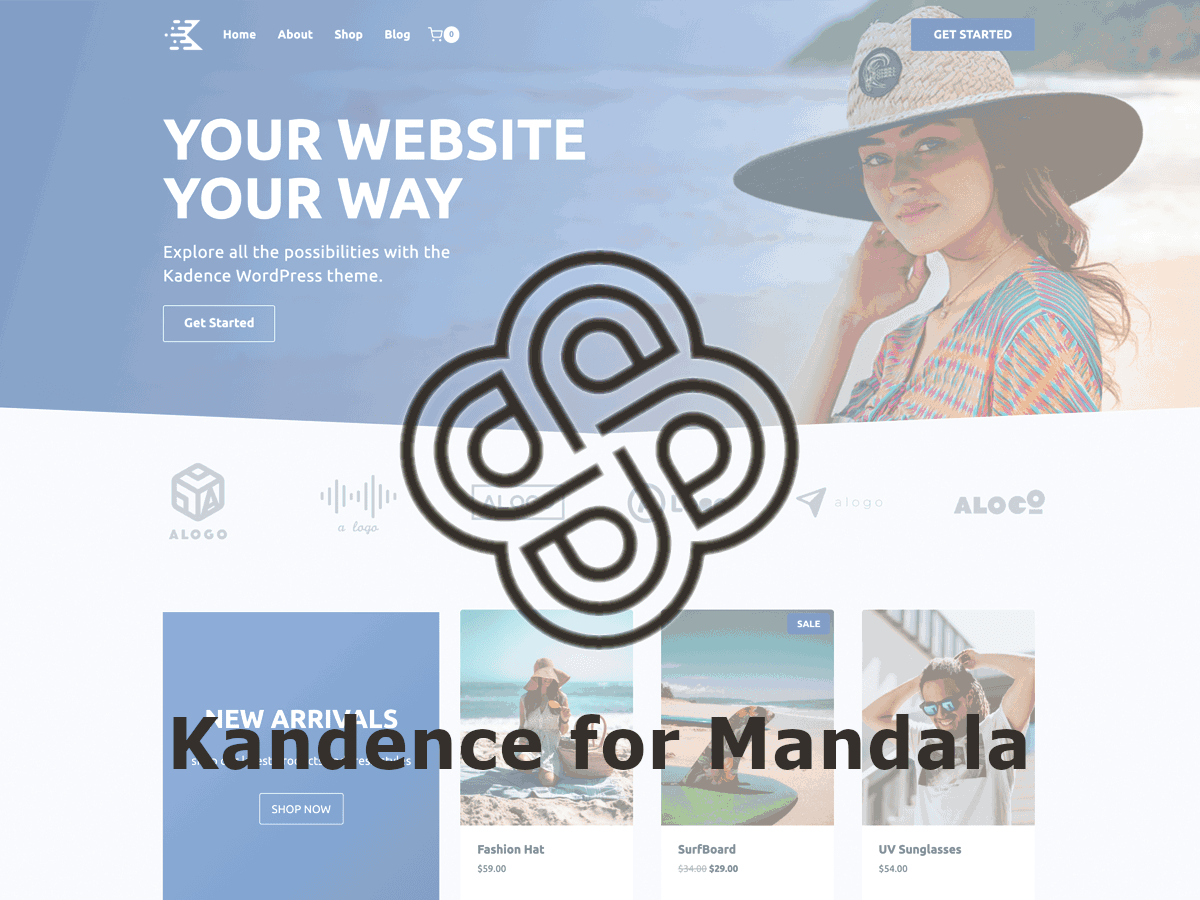 Home About Shop Blog 0 GET STARTED
YOUR WEBSITE
YOUR WAY
Explore all the possibilities with the
Kadence WordPress theme.
Get Started
ALOGO
a logo
alogo
ALOGO
SALE
NEW ARRIVALS
Kandence for Mandala
SHOP NOW
Fashion Hat SurfBoard UV Sunglasses
$59.00 $34.00 $29.00 $54.00